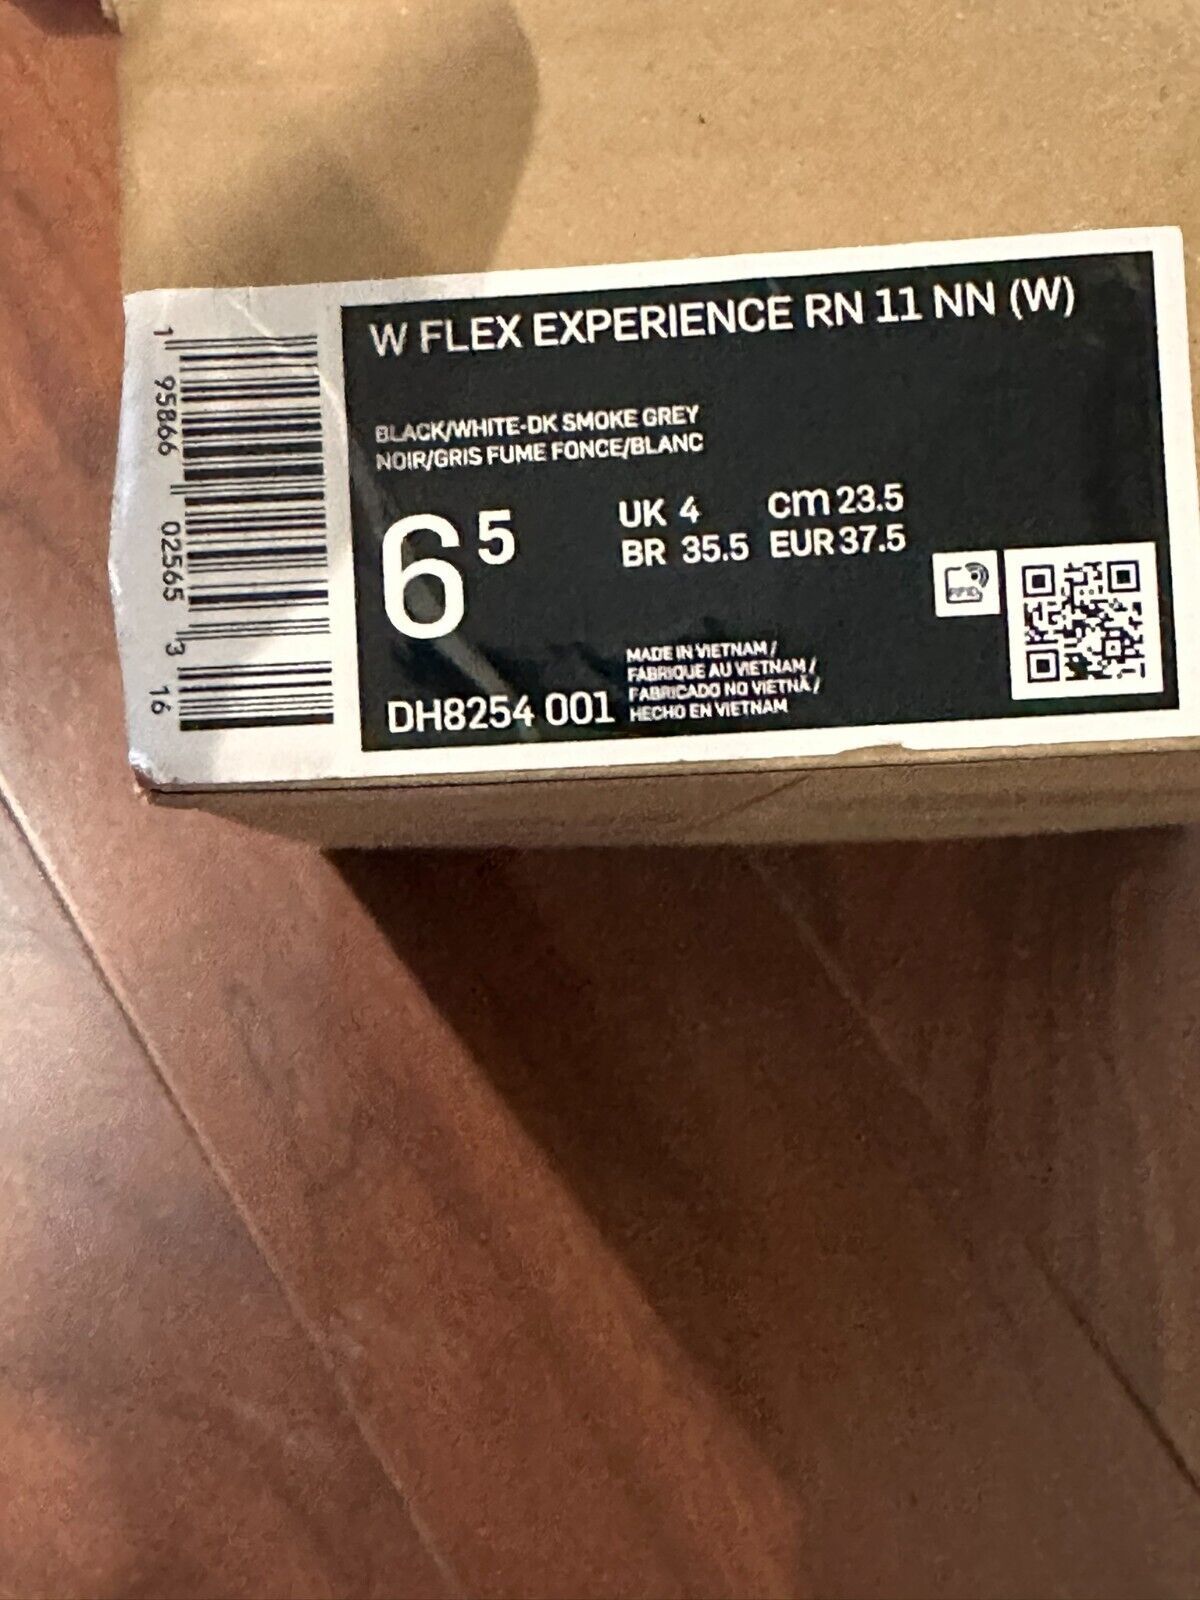 W FLEX EXPERIENCE RN 11 NN (W)
BLACK/WHITE-DK SMOKE GREY
NOIR/GRIS FUME FONCE/BLANC
6 5
UK 4 cm 23.5
BR 35.5 EUR 37.5
DH8254 001
MADE IN VIETNAM /
FABRIQUE AU VIETNAM /
FABRICADO NO VIETNÃ /
HECHO EN VIETNAM
RFID
1 95866 02565 3 16